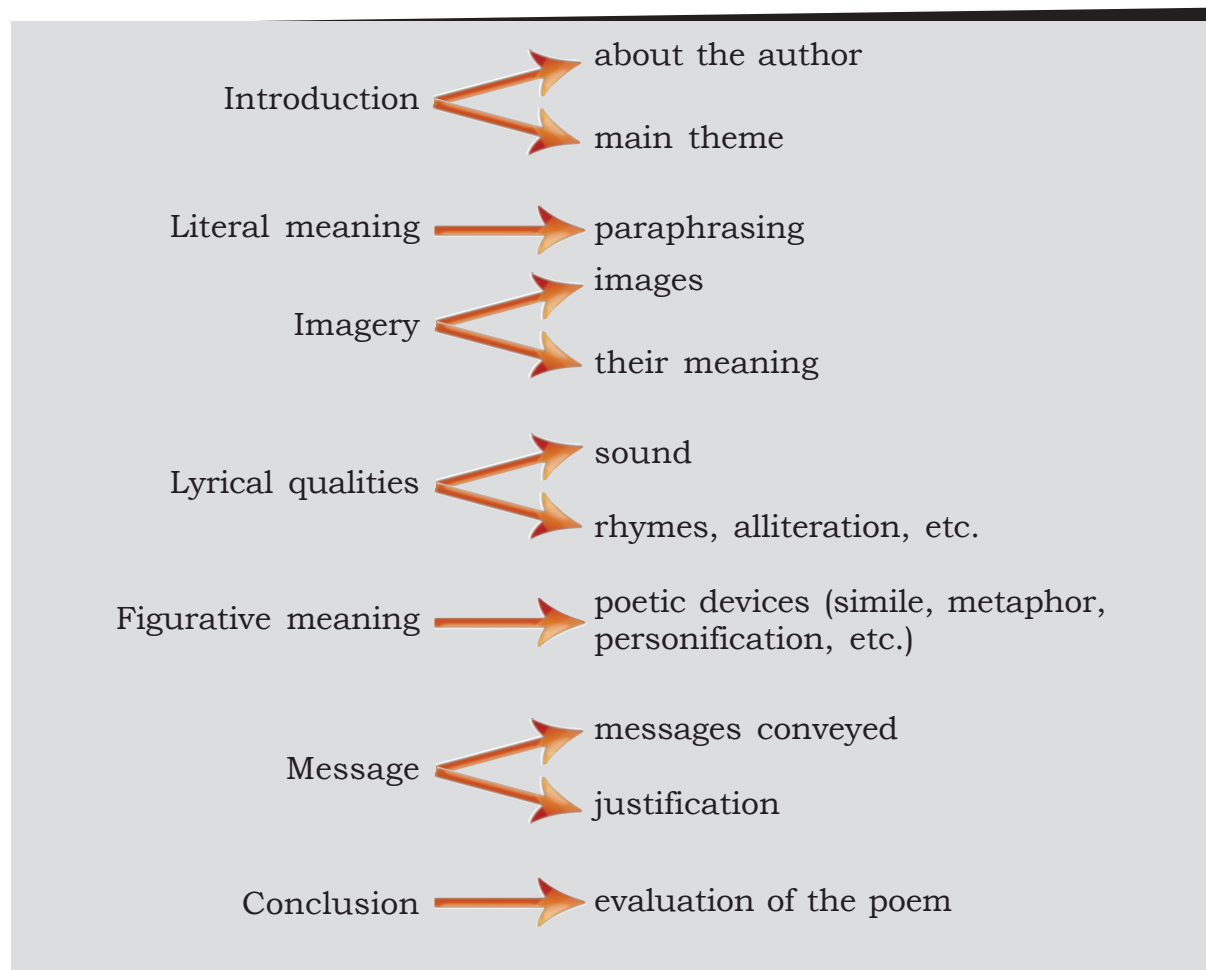 Introduction
about the author
main theme
Literal meaning
paraphrasing
Imagery
images
their meaning
Lyrical qualities
sound
rhymes, alliteration, etc.
Figurative meaning
poetic devices (simile, metaphor,
personification, etc.)
Message
messages conveyed
justification
Conclusion
evaluation of the poem